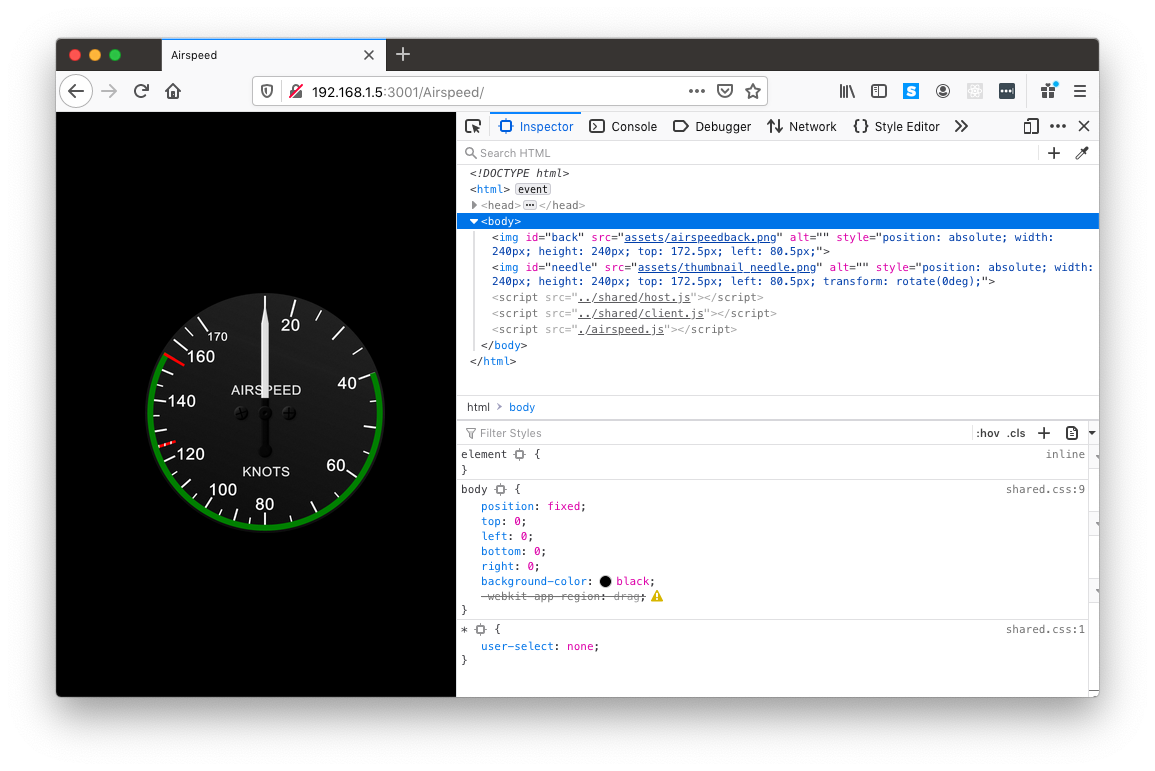 Airspeed
192.168.1.5:3001/Airspeed/
S
Inspector
Console
Debugger
Network
Style Editor
Search HTML
<!DOCTYPE html>
<html> event
<head> ••• </head>
<body>
<img id="back" src="assets/airspeedback.png" alt="" style="position: absolute; width:
240px; height: 240px; top: 172.5px; left: 80.5px;">
<img id="needle" src="assets/thumbnail_needle.png" alt="" style="position: absolute; width:
240px; height: 240px; top: 172.5px; left: 80.5px; transform: rotate(0deg);">
<script src="../shared/host.js"></script>
<script src="../shared/client.js"></script>
<script src="./airspeed.js"></script>
</body>
</html>
html > body
Filter Styles
:hov .cls
element {
inline
}
body {
shared.css:9
position: fixed;
top: 0;
left: 0;
bottom: 0;
right: 0;
background-color: black;
-webkit-app-region: drag;
}
* {
shared.css:1
user-select: none;
}
20
170
160
40
AIRSPEED
140
120
60
KNOTS
100
80